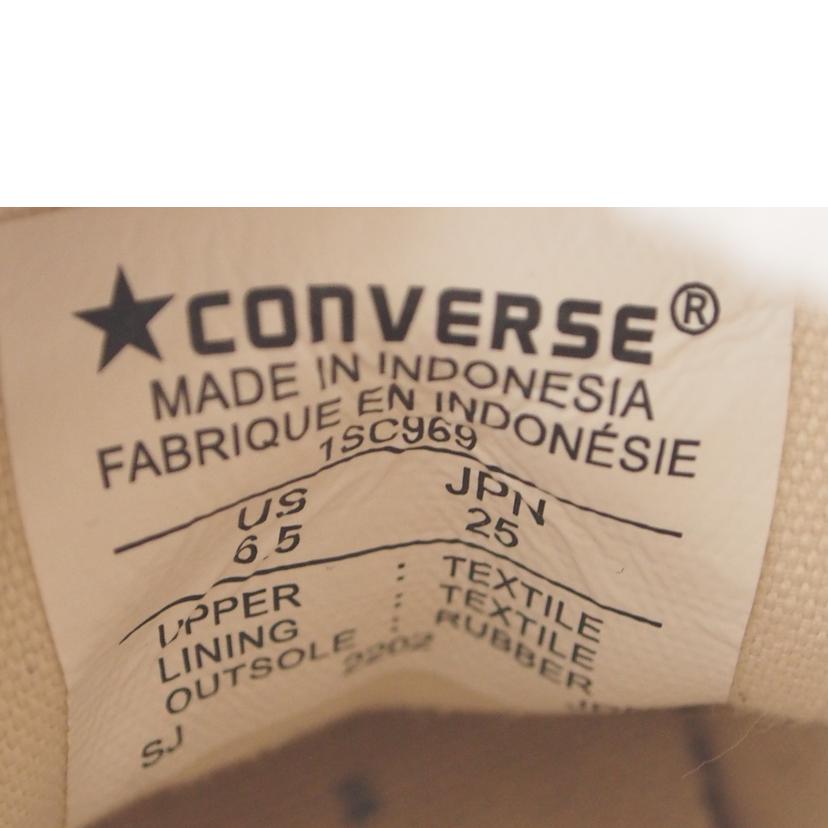 ★CONVERSE®
MADE IN INDONESIA
FABRIQUE EN INDONÉSIE
1SC969
US JPN
6.5 25
UPPER : TEXTILE
LINING : TEXTILE
OUTSOLE : RUBBER
2202
SJ